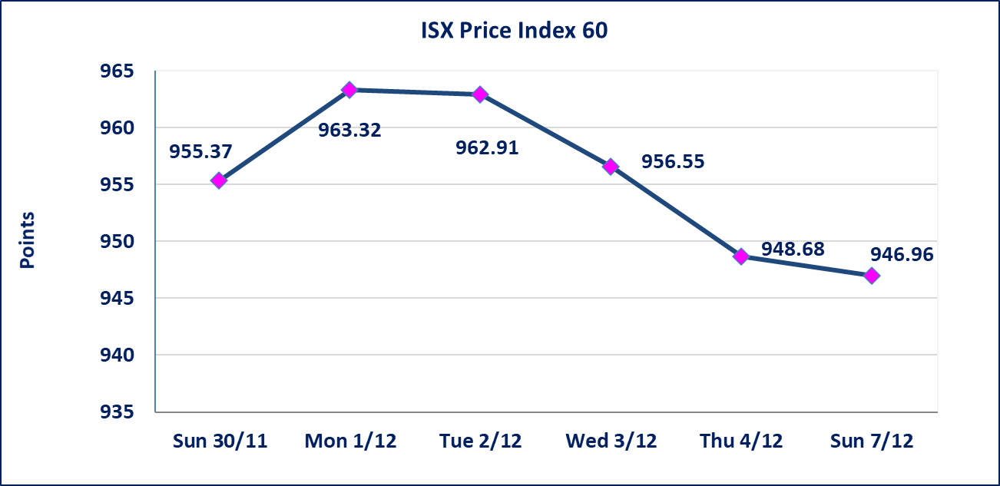 ISX Price Index 60
Points
965
960
955
950
945
940
935
955.37
963.32
962.91
956.55
948.68
946.96
Sun 30/11
Mon 1/12
Tue 2/12
Wed 3/12
Thu 4/12
Sun 7/12